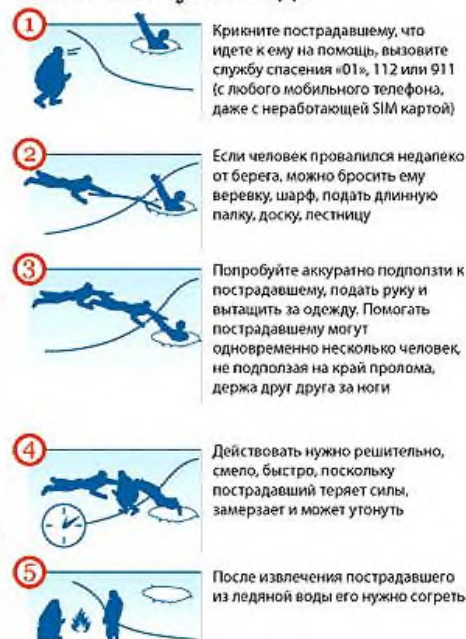 1
Крикните пострадавшему, что
идете к ему на помощь, вызовите
службу спасения «01», 112 или 911
(с любого мобильного телефона,
даже с неработающей SIM картой)
2
Если человек провалился недалеко
от берега, можно бросить ему
веревку, шарф, подать длинную
палку, доску, лестницу
3
Попробуйте аккуратно подползти к
пострадавшему, подать руку и
вытащить за одежду. Помогать
пострадавшему могут
одновременно несколько человек,
не подползая на край пролома,
держа друг друга за ноги
4
Действовать нужно решительно,
смело, быстро, поскольку
пострадавший теряет силы,
замерзает и может утонуть
5
После извлечения пострадавшего
из ледяной воды его нужно согреть